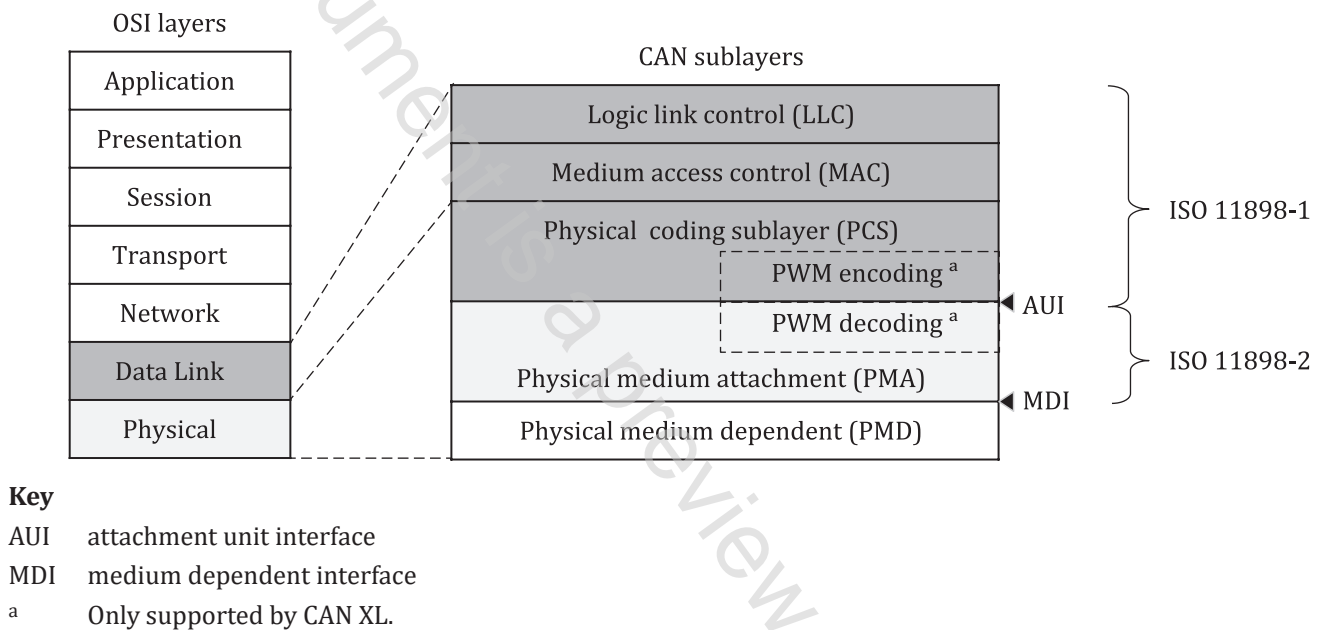 OSI layers
Application
Presentation
Session
Transport
Network
Data Link
Physical
CAN sublayers
Logic link control (LLC)
Medium access control (MAC)
Physical coding sublayer (PCS)
PWM encoding a
PWM decoding a
Physical medium attachment (PMA)
Physical medium dependent (PMD)
AUI
MDI
ISO 11898-1
ISO 11898-2
Key
AUI attachment unit interface
MDI medium dependent interface
a Only supported by CAN XL.
is a preview